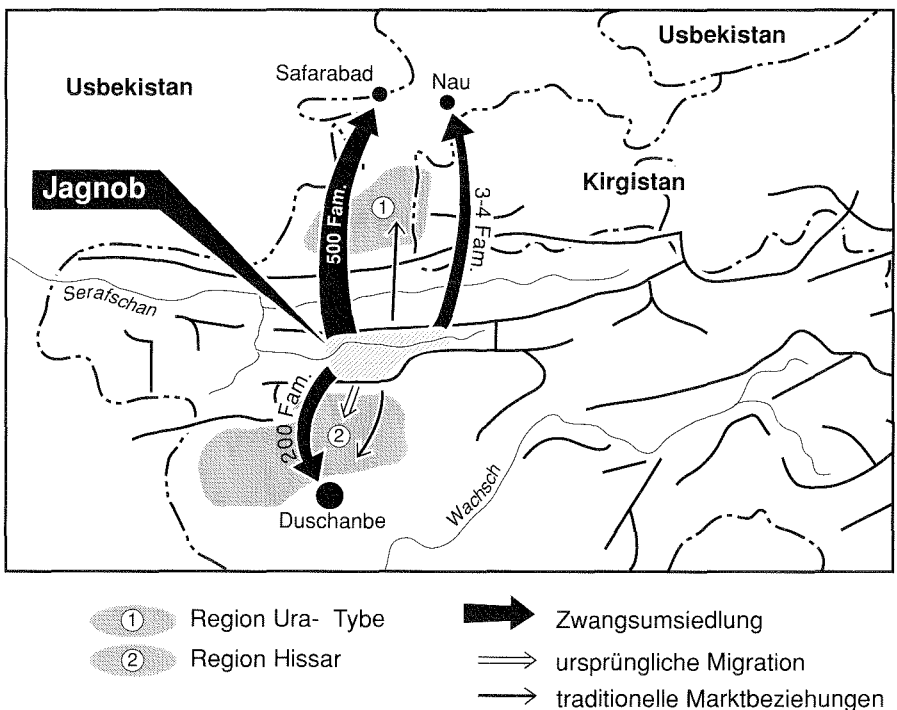 Usbekistan
Usbekistan
Safarabad
Nau
Jagnob
Kirgistan
500 Fam.
1
3-4 Fam.
Serafschan
200 Fam.
2
Wachsch
Duschanbe
1 Region Ura- Tybe
2 Region Hissar
Zwangsumsiedlung
ursprüngliche Migration
traditionelle Marktbeziehungen